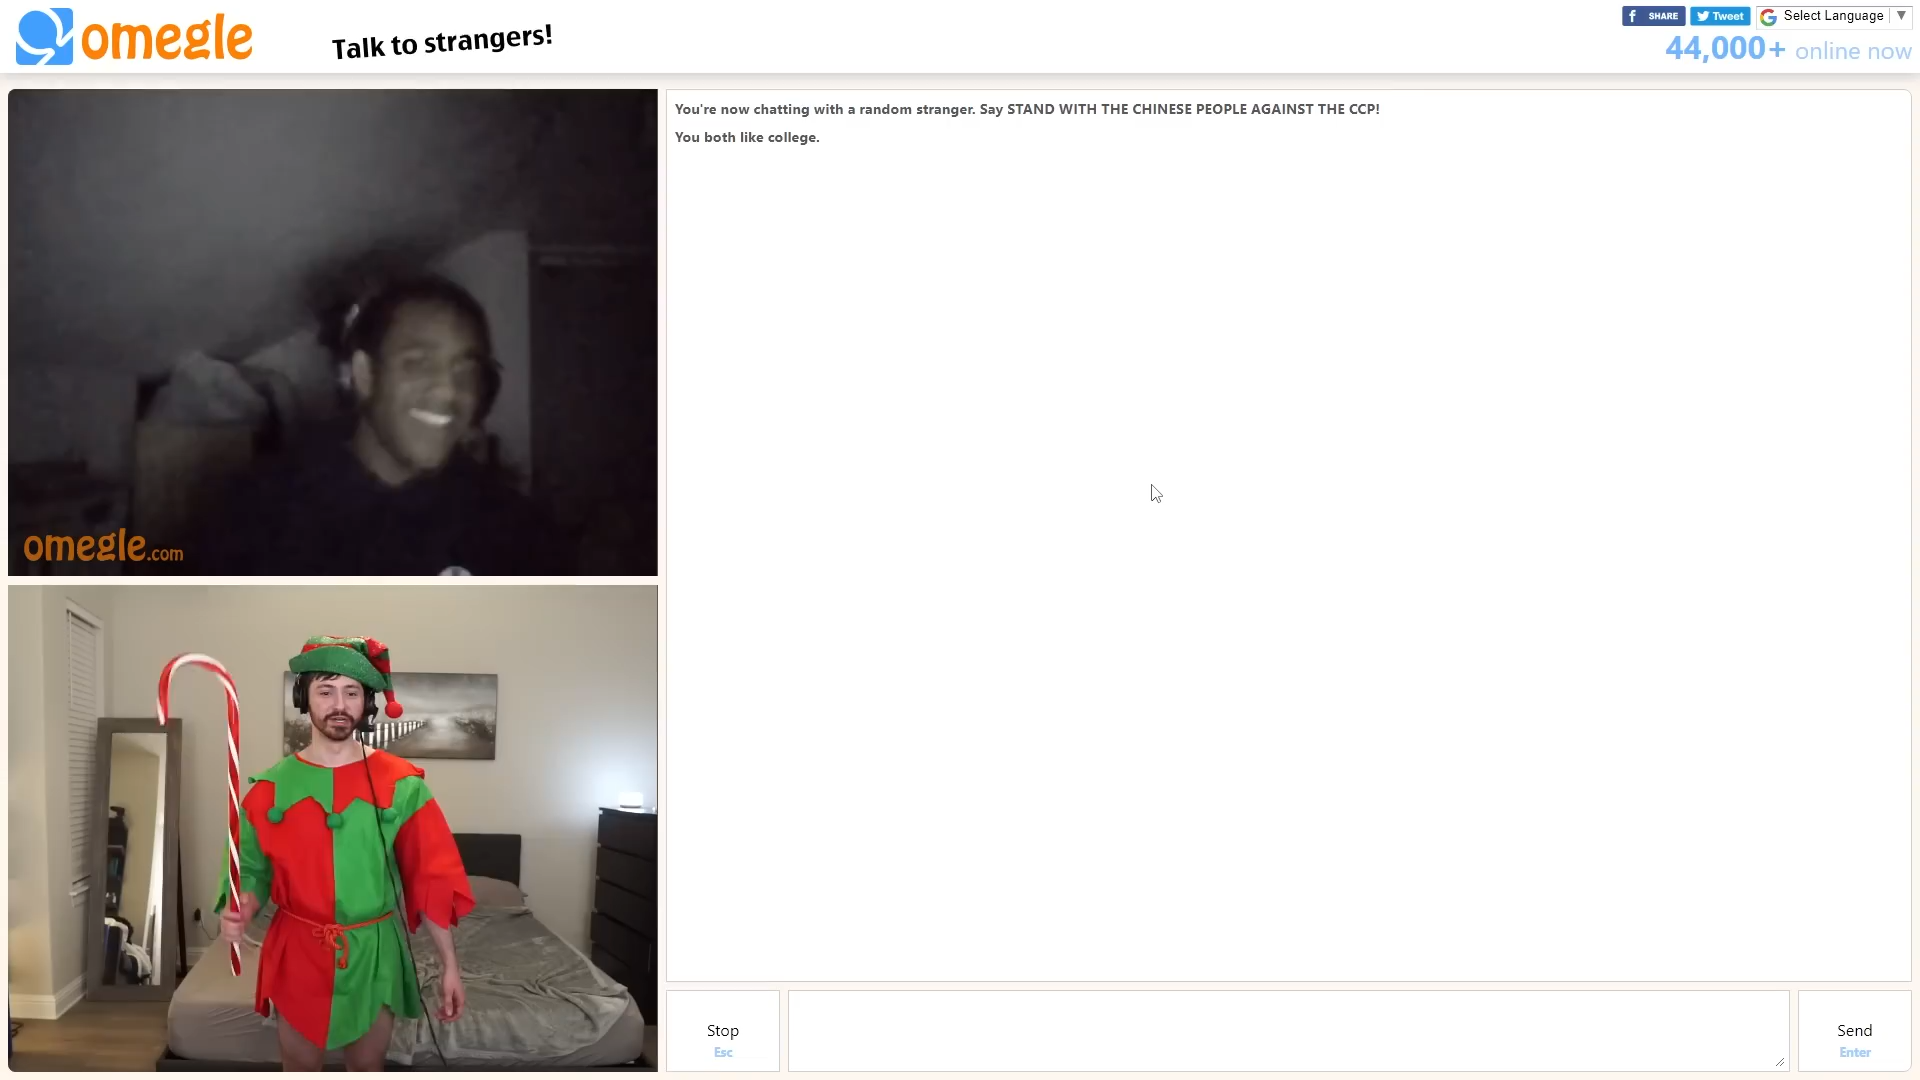 omegle
Talk to strangers!
SHARE
Tweet
Select Language ▼
44,000+ online now
You're now chatting with a random stranger. Say STAND WITH THE CHINESE PEOPLE AGAINST THE CCP!
You both like college.
omegle.com
Stop
Esc
Send
Enter